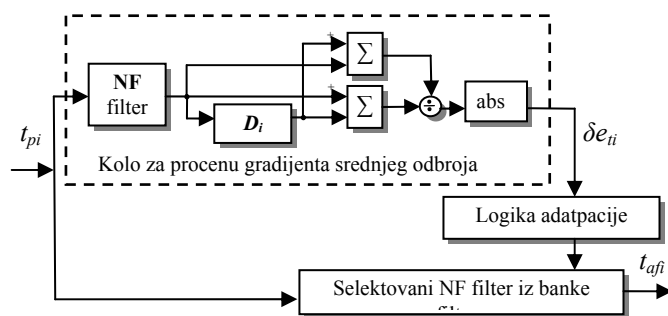 NF
filter
Σ
+
Σ
+
÷
abs
D_i
t_pi
Kolo za procenu gradijenta srednjeg odbroja
δe_ti
Logika adatpacije
t_afi
Selektovani NF filter iz banke